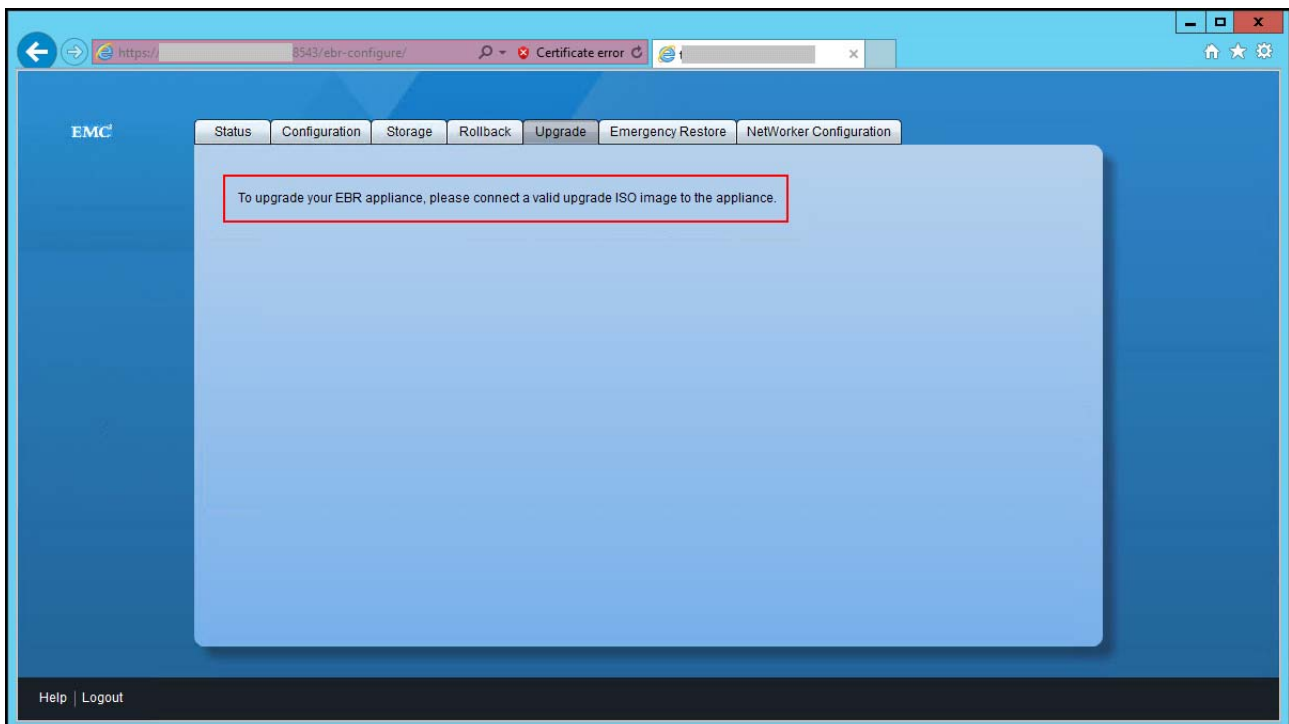 https:// 8543/ebr-configure/ Certificate error
EMC²
Status Configuration Storage Rollback Upgrade Emergency Restore NetWorker Configuration
To upgrade your EBR appliance, please connect a valid upgrade ISO image to the appliance.
Help | Logout